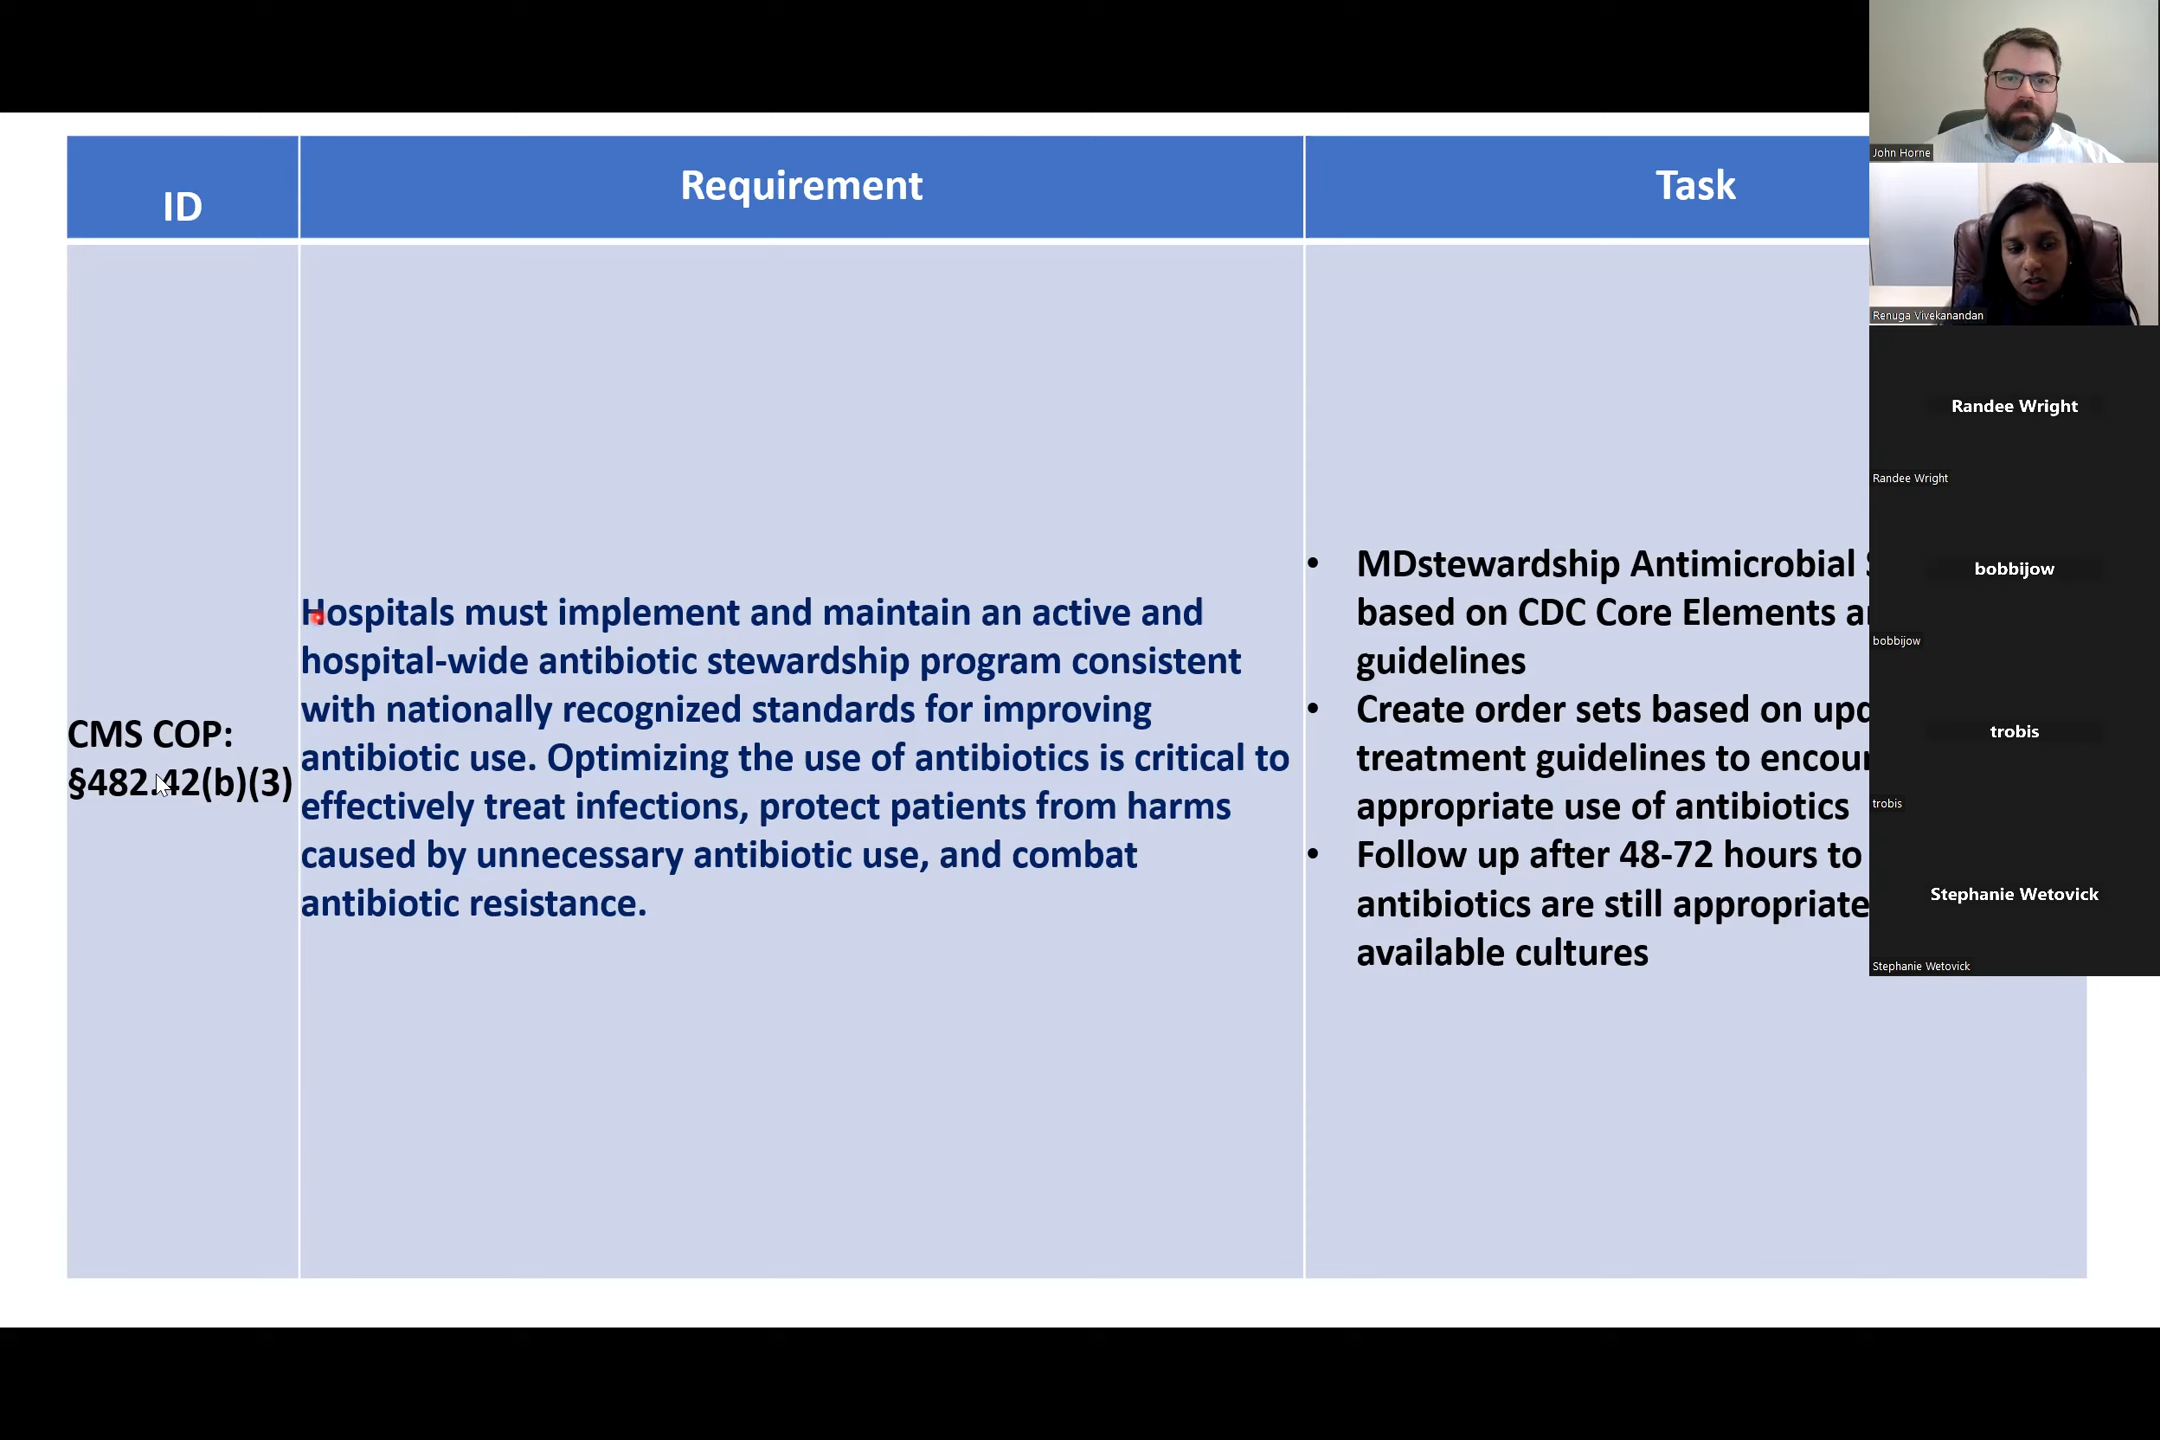 ID
Requirement
Task
CMS COP:
§482.42(b)(3)
Hospitals must implement and maintain an active and
hospital-wide antibiotic stewardship program consistent
with nationally recognized standards for improving
antibiotic use. Optimizing the use of antibiotics is critical to
effectively treat infections, protect patients from harms
caused by unnecessary antibiotic use, and combat
antibiotic resistance.
• MDstewardship Antimicrobial
based on CDC Core Elements
guidelines
• Create order sets based on
treatment guidelines to
appropriate use of antibiotics
• Follow up after 48-72 hours to
antibiotics are still appropriate
available cultures
John Horne
Renuga Vivekanandan
Randee Wright
Randee Wright
bobbijow
bobbijow
trobis
trobis
Stephanie Wetovick
Stephanie Wetovick